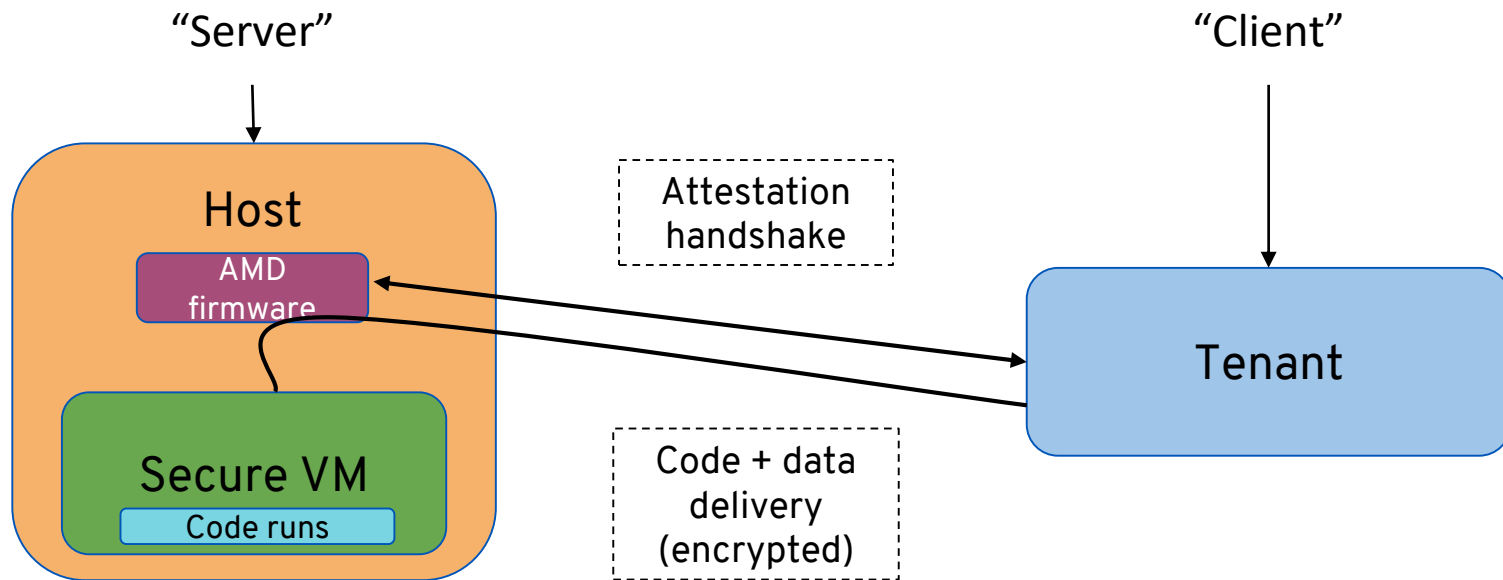 “Server”
“Client”
Host
AMD
firmware
Attestation
handshake
Tenant
Secure VM
Code runs
Code + data
delivery
(encrypted)